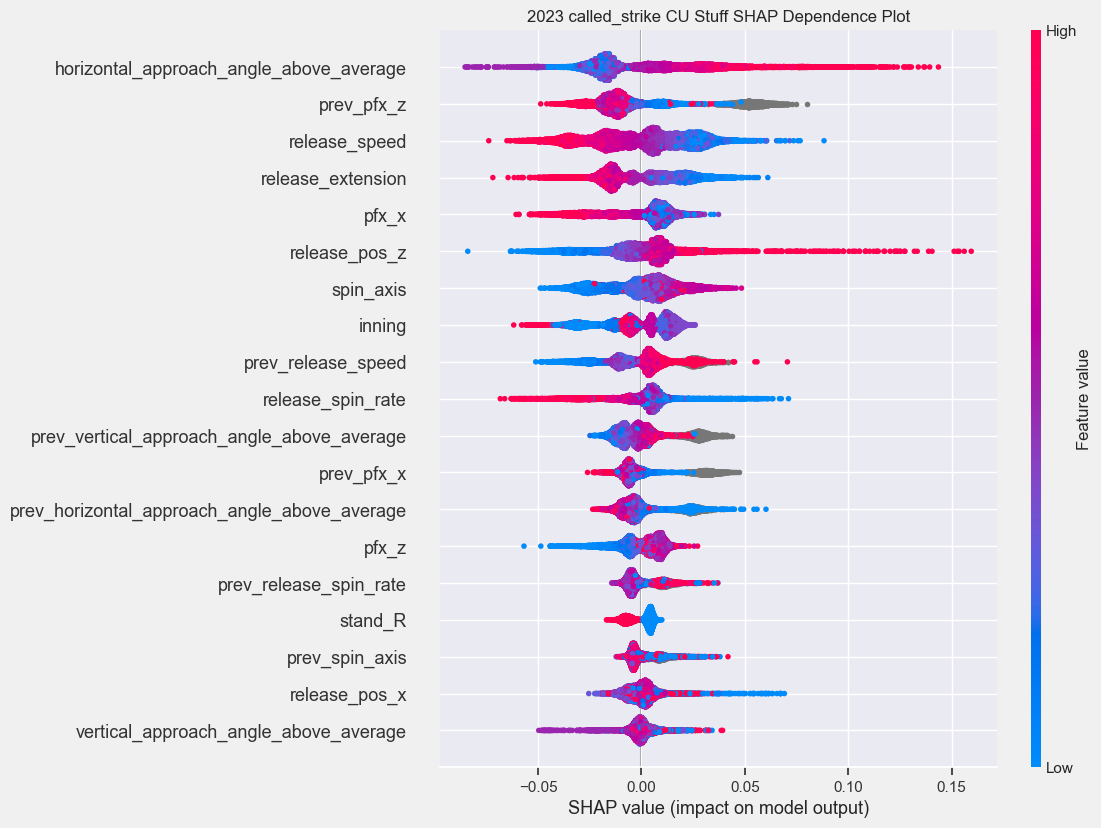 2023 called_strike CU Stuff SHAP Dependence Plot
High
horizontal_approach_angle_above_average
prev_pfx_z
release_speed
release_extension
pfx_x
release_pos_z
spin_axis
inning
prev_release_speed
release_spin_rate
prev_vertical_approach_angle_above_average
prev_pfx_x
prev_horizontal_approach_angle_above_average
pfx_z
prev_release_spin_rate
stand_R
prev_spin_axis
release_pos_x
vertical_approach_angle_above_average
Feature value
Low
−0.05 0.00 0.05 0.10 0.15
SHAP value (impact on model output)